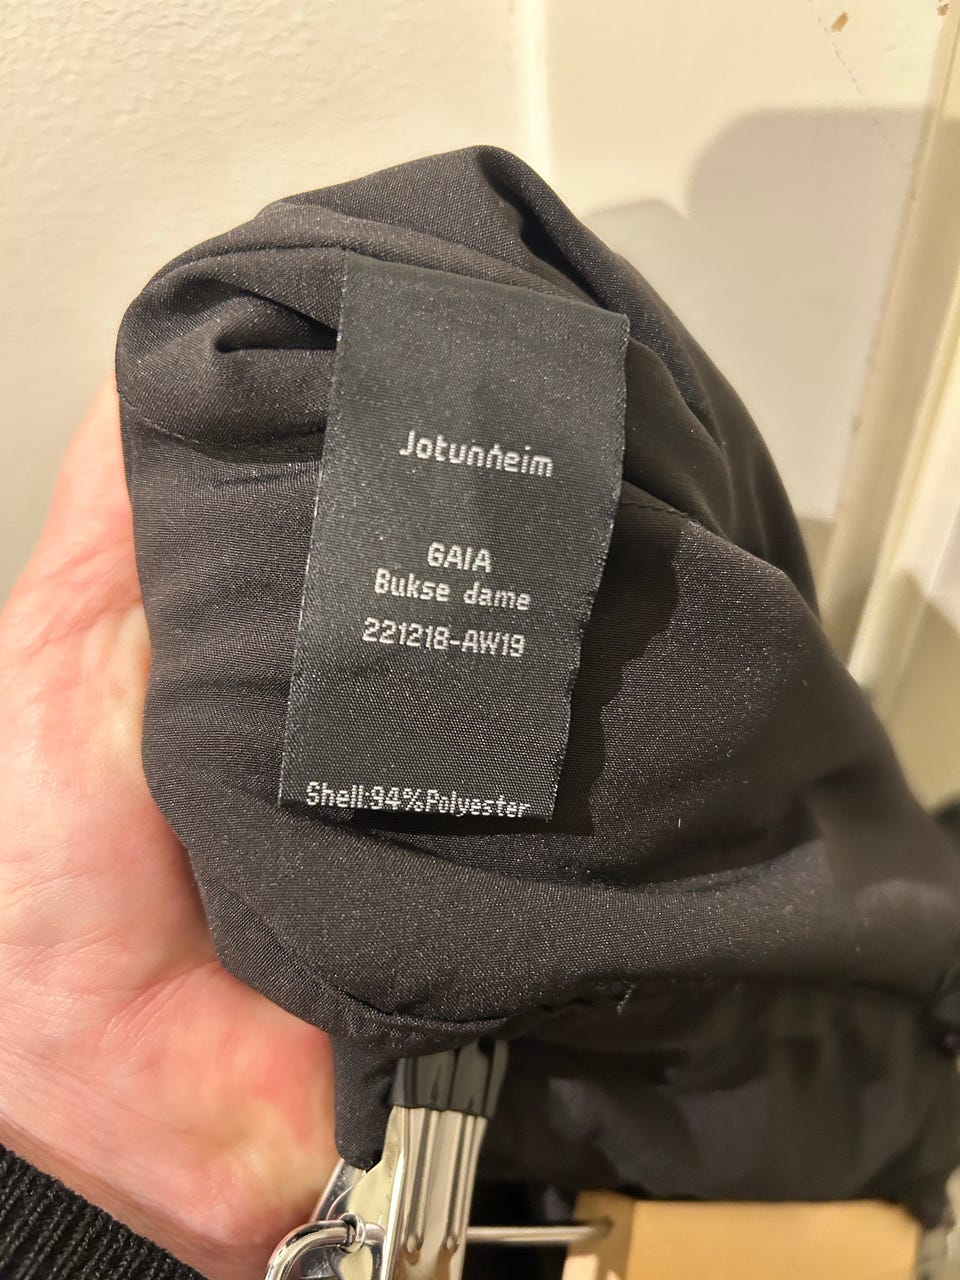 Jotunheim
GAIA
Bukse dame
221218-AW19
Shell:94%Polyester